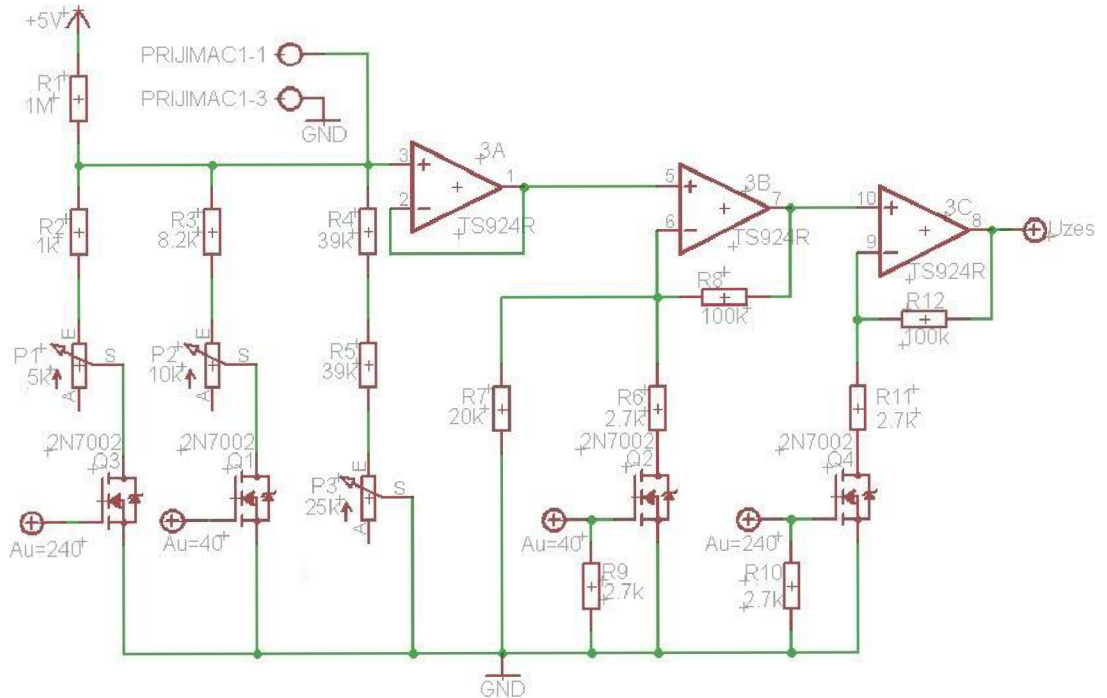 +5V
R1
1M
PRIJIMAC1-1
PRIJIMAC1-3
GND
R2
1k
R3
8.2k
R4
39k
3
2
1
3A
TS924R
5
6
7
3B
TS924R
10
9
8
3C
TS924R
Uzes
R8
100k
R12
100k
P1
5k
E
S
A
P2
10k
E
S
A
R5
39k
R7
20k
R6
2.7k
R11
2.7k
2N7002
Q3
2N7002
Q1
P3
25k
E
S
A
2N7002
Q2
2N7002
Q4
Au=240
Au=40
Au=40
Au=240
R9
2.7k
R10
2.7k
GND